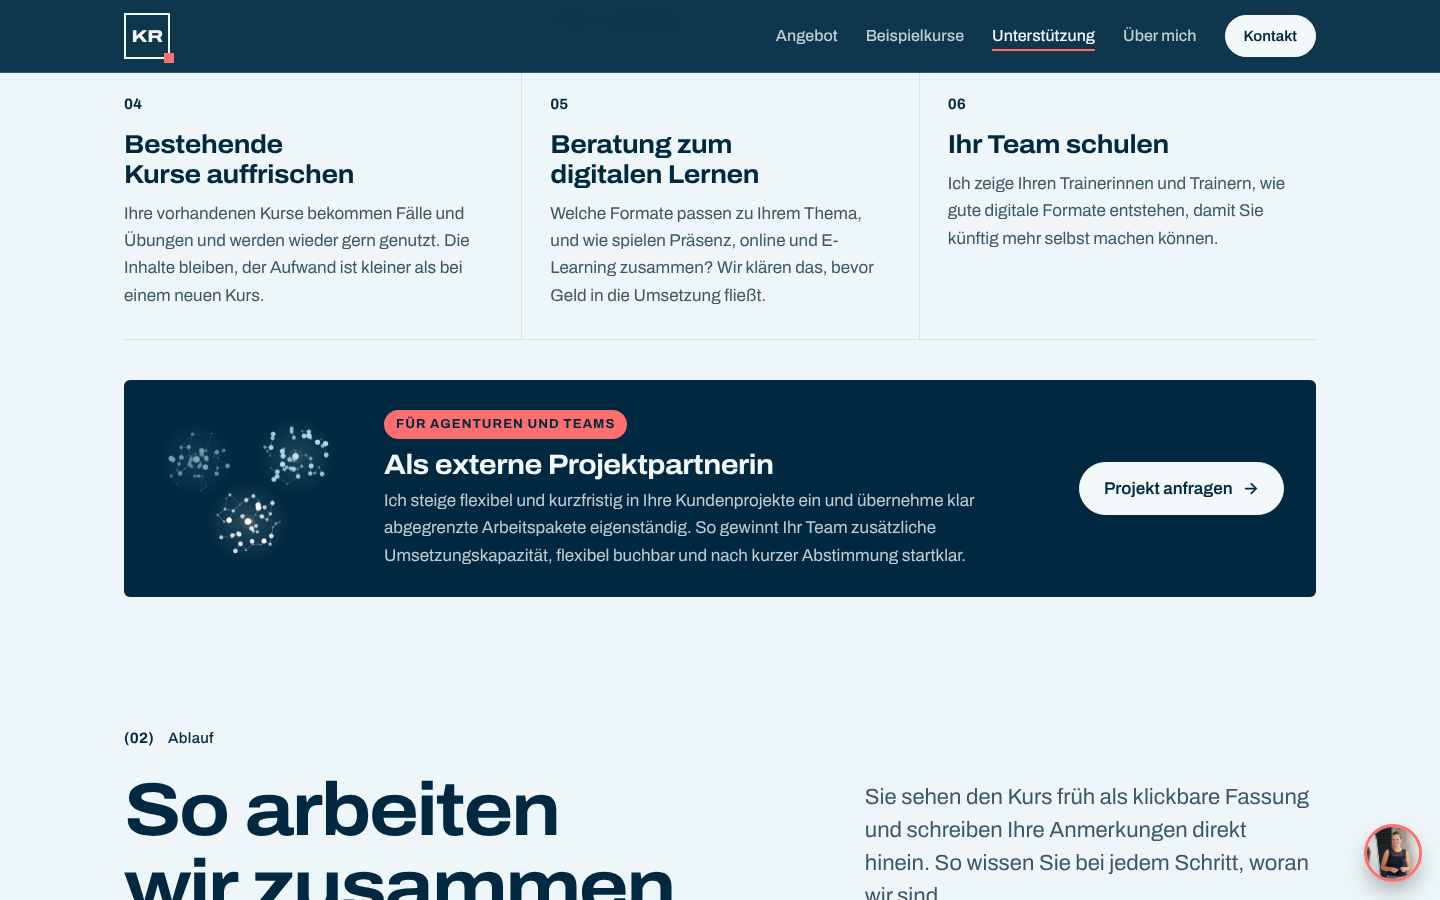 KR
Angebot
Beispielkurse
Unterstützung
Über mich
Kontakt
04
Bestehende
Kurse auffrischen
Ihre vorhandenen Kurse bekommen Fälle und
Übungen und werden wieder gern genutzt. Die
Inhalte bleiben, der Aufwand ist kleiner als bei
einem neuen Kurs.
05
Beratung zum
digitalen Lernen
Welche Formate passen zu Ihrem Thema,
und wie spielen Präsenz, online und E-
Learning zusammen? Wir klären das, bevor
Geld in die Umsetzung fließt.
06
Ihr Team schulen
Ich zeige Ihren Trainerinnen und Trainern, wie
gute digitale Formate entstehen, damit Sie
künftig mehr selbst machen können.
FÜR AGENTUREN UND TEAMS
Als externe Projektpartnerin
Ich steige flexibel und kurzfristig in Ihre Kundenprojekte ein und übernehme klar
abgegrenzte Arbeitspakete eigenständig. So gewinnt Ihr Team zusätzliche
Umsetzungskapazität, flexibel buchbar und nach kurzer Abstimmung startklar.
Projekt anfragen →
(02) Ablauf
So arbeiten
wir zusammen
Sie sehen den Kurs früh als klickbare Fassung
und schreiben Ihre Anmerkungen direkt
hinein. So wissen Sie bei jedem Schritt, woran
wir sind